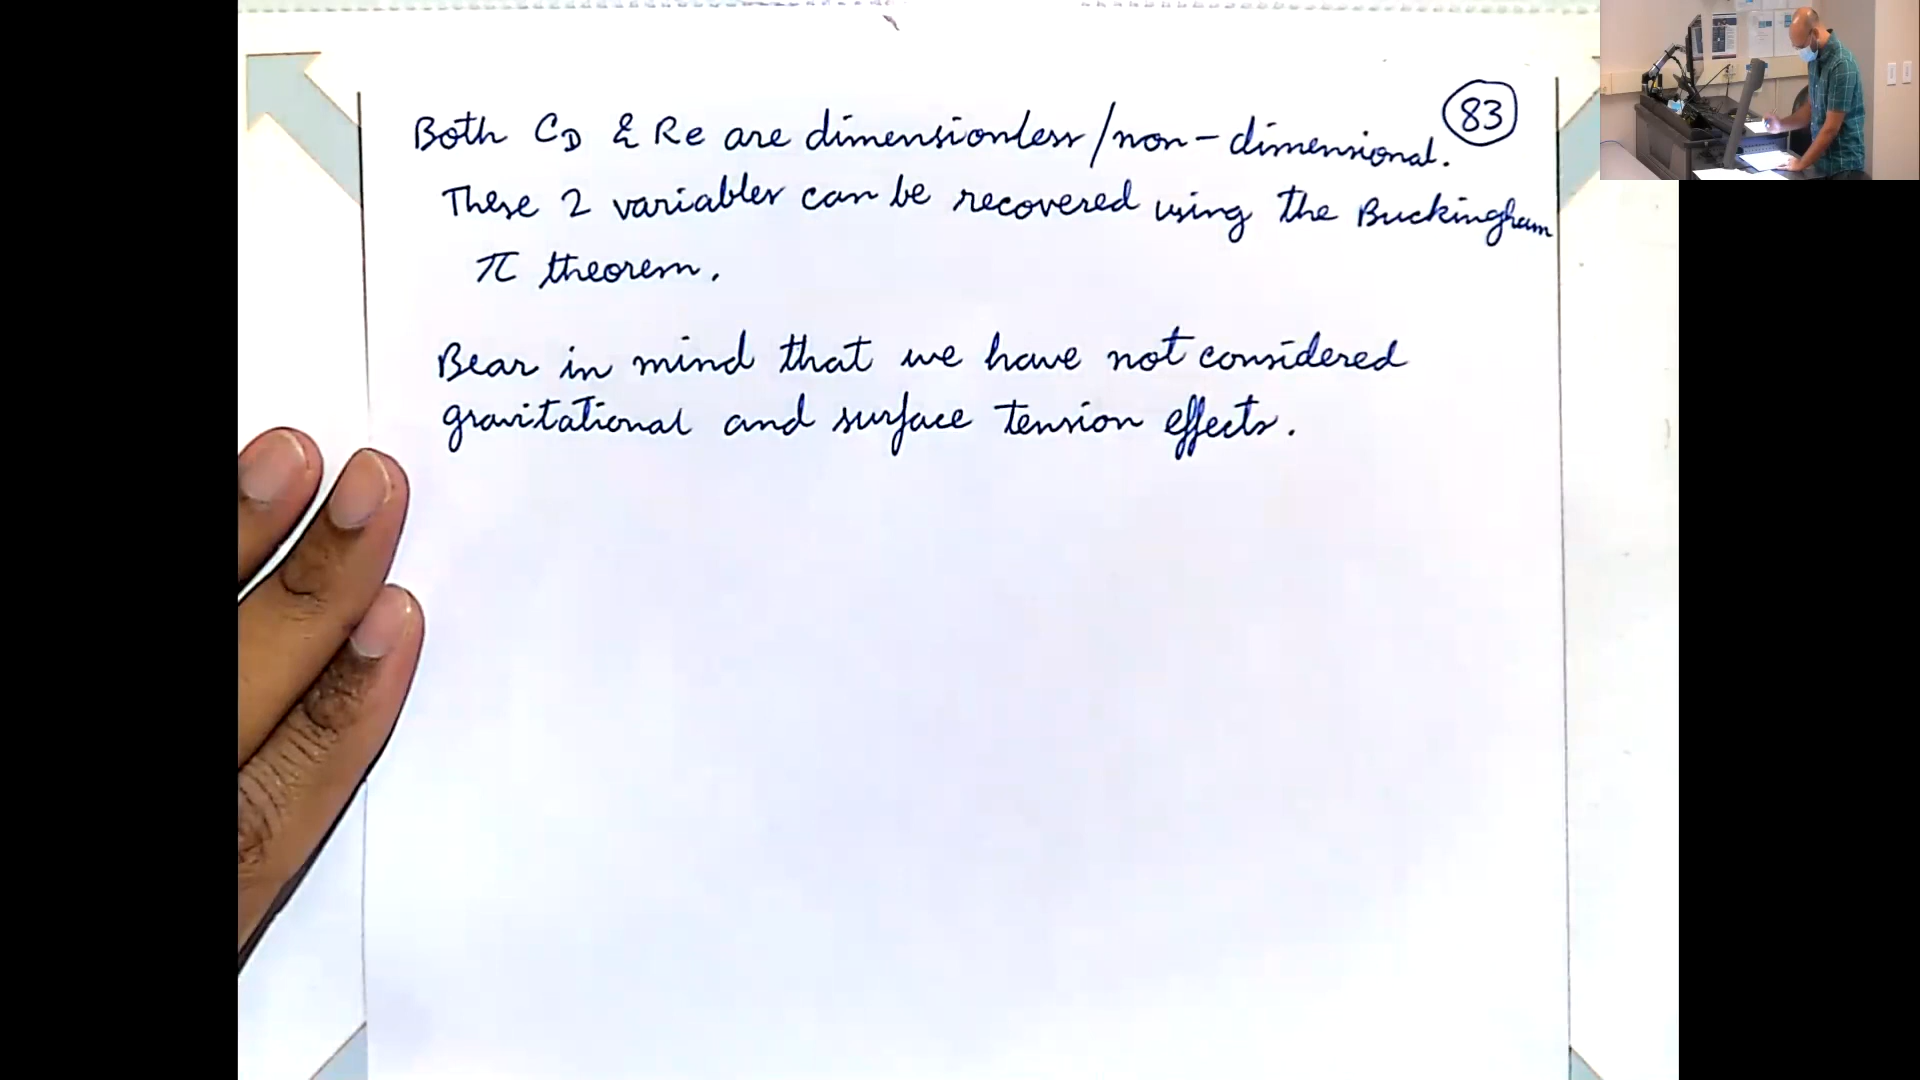 83
Both CD & Re are dimensionless/non-dimensional.
These 2 variables can be recovered using the Buckingham
π theorem.
Bear in mind that we have not considered
gravitational and surface tension effects.